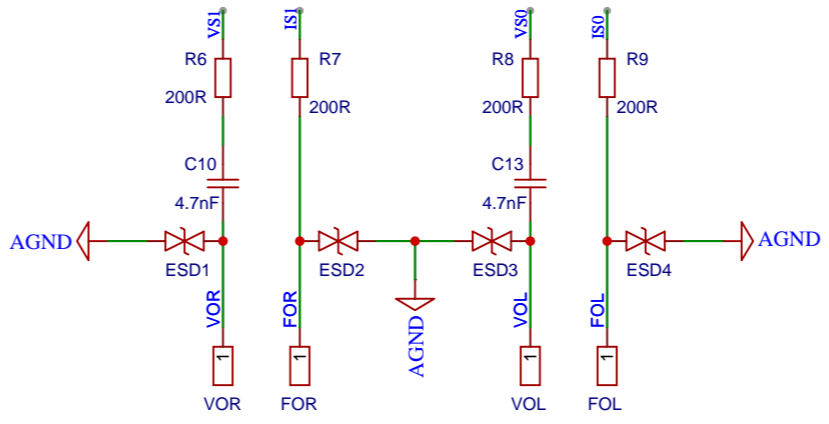 VS1
IS1
VS0
IS0
R6
R7
R8
R9
200R
200R
200R
200R
C10
C13
4.7nF
4.7nF
AGND
AGND
ESD1
ESD2
ESD3
ESD4
VOR
FOR
VOL
FOL
AGND
1
1
1
1
VOR
FOR
VOL
FOL